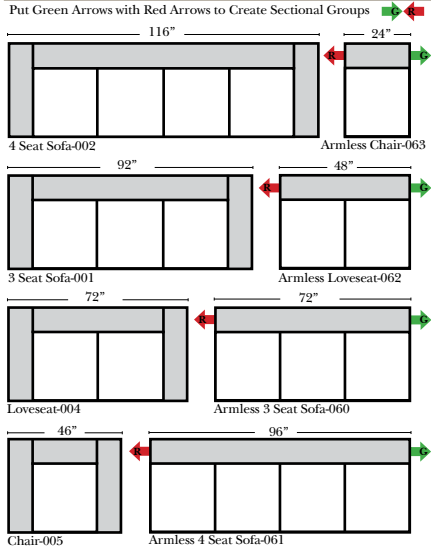 Put Green Arrows with Red Arrows to Create Sectional Groups G R
116” 24”
R G
4 Seat Sofa-002 Armless Chair-063
92” 48”
R G
3 Seat Sofa-001 Armless Loveseat-062
72” 72”
R G
Loveseat-004 Armless 3 Seat Sofa-060
46” 96”
R G
Chair-005 Armless 4 Seat Sofa-061